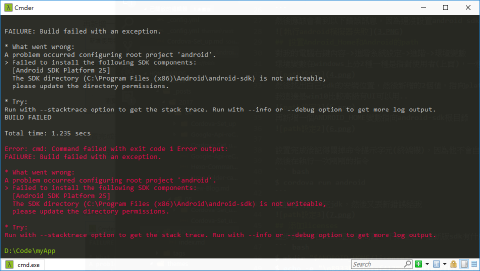 Cmder
FAILURE: Build failed with an exception.
* What went wrong:
A problem occurred configuring root project 'android'.
> Failed to install the following SDK components:
[Android SDK Platform 25]
The SDK directory (C:\Program Files (x86)\Android\android-sdk) is not writeable,
please update the directory permissions.
* Try:
Run with --stacktrace option to get the stack trace. Run with --info or --debug option to get more log output.
BUILD FAILED
Total time: 1.235 secs
Error: cmd: Command failed with exit code 1 Error output:
FAILURE: Build failed with an exception.
* What went wrong:
A problem occurred configuring root project 'android'.
> Failed to install the following SDK components:
[Android SDK Platform 25]
The SDK directory (C:\Program Files (x86)\Android\android-sdk) is not writeable,
please update the directory permissions.
* Try:
Run with --stacktrace option to get the stack trace. Run with --info or --debug option to get more log output.
D:\Code\myApp
cmd.exe
Search